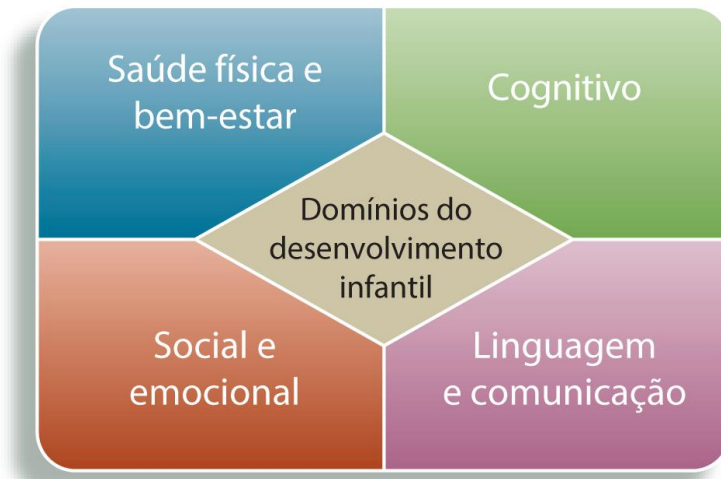 Saúde física e
bem-estar
Cognitivo
Domínios do
desenvolvimento
infantil
Social e
emocional
Linguagem
e comunicação